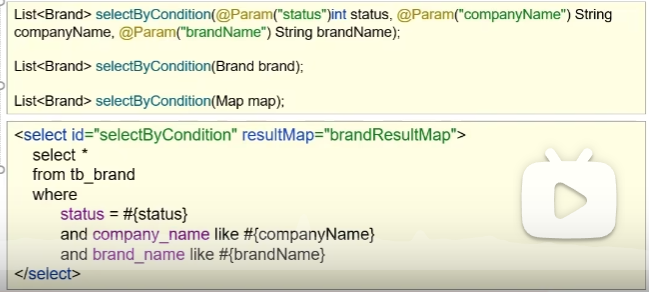 List<Brand> selectByCondition(@Param("status")int status, @Param("companyName") String
companyName, @Param("brandName") String brandName);
List<Brand> selectByCondition(Brand brand);
List<Brand> selectByCondition(Map map);
<select id="selectByCondition" resultMap="brandResultMap">
select *
from tb_brand
where
status = #{status}
and company_name like #{companyName}
and brand_name like #{brandName}
</select>